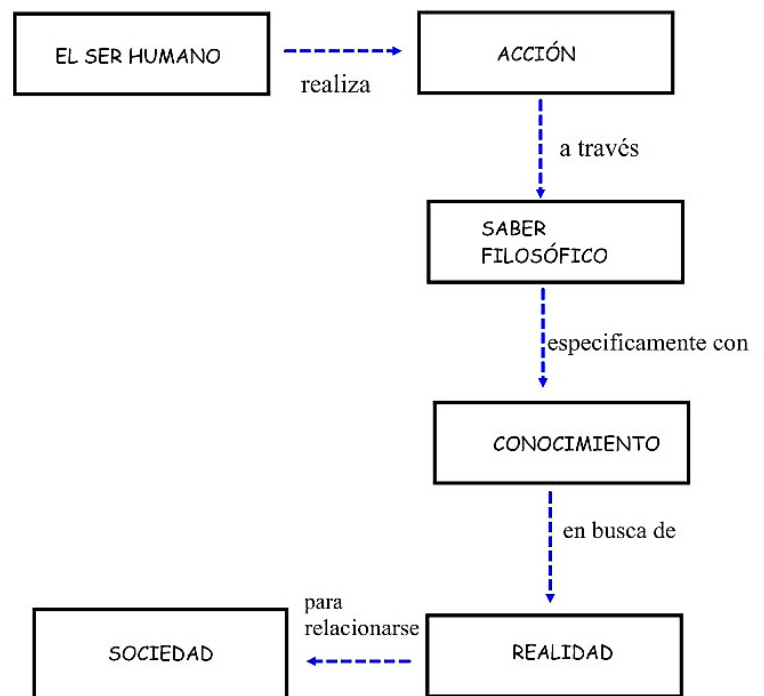 EL SER HUMANO
realiza
ACCIÓN
a través
SABER
FILOSÓFICO
especificamente con
CONOCIMIENTO
en busca de
REALIDAD
para
relacionarse
SOCIEDAD